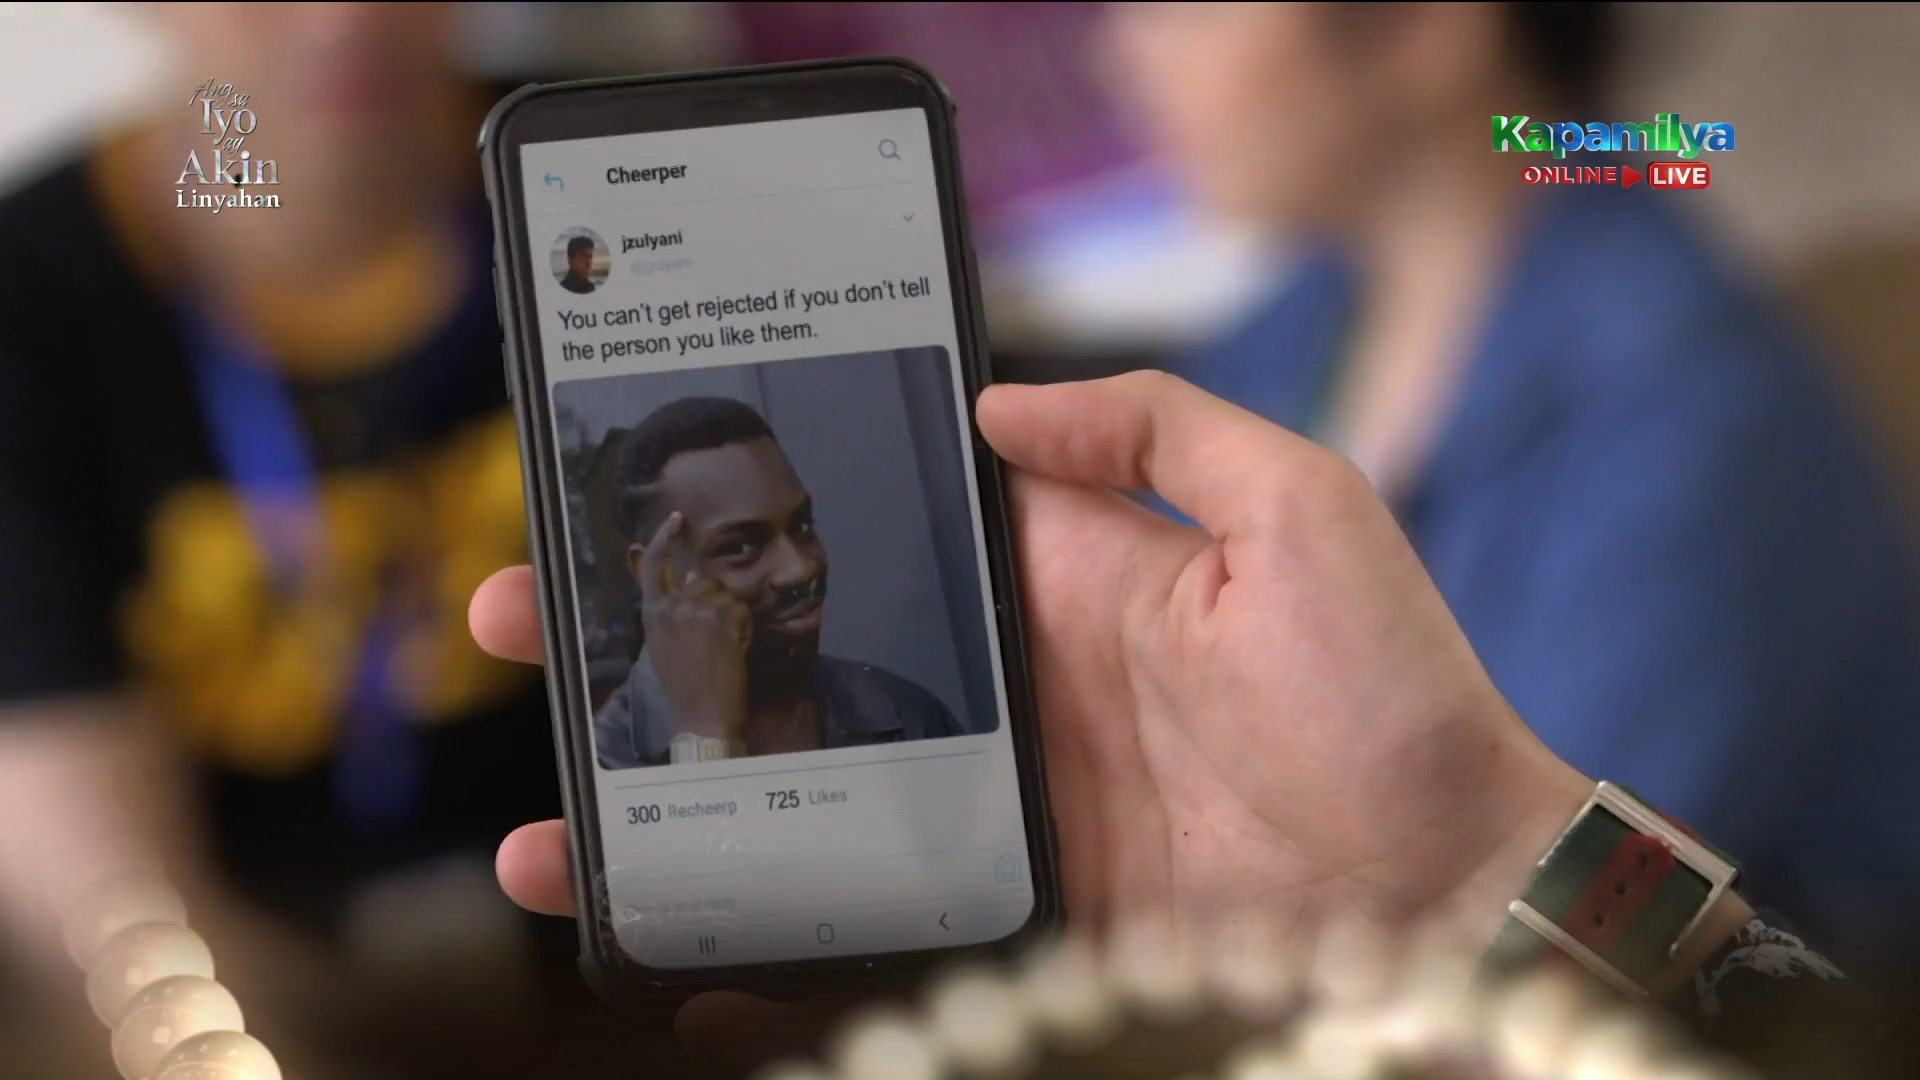 Ang sa
Iyo
ay
Akin
Linyahan
Kapamilya
ONLINE LIVE
Cheerper
jzulyani
@jzulyani
You can't get rejected if you don't tell
the person you like them.
300 Recheerp 725 Likes